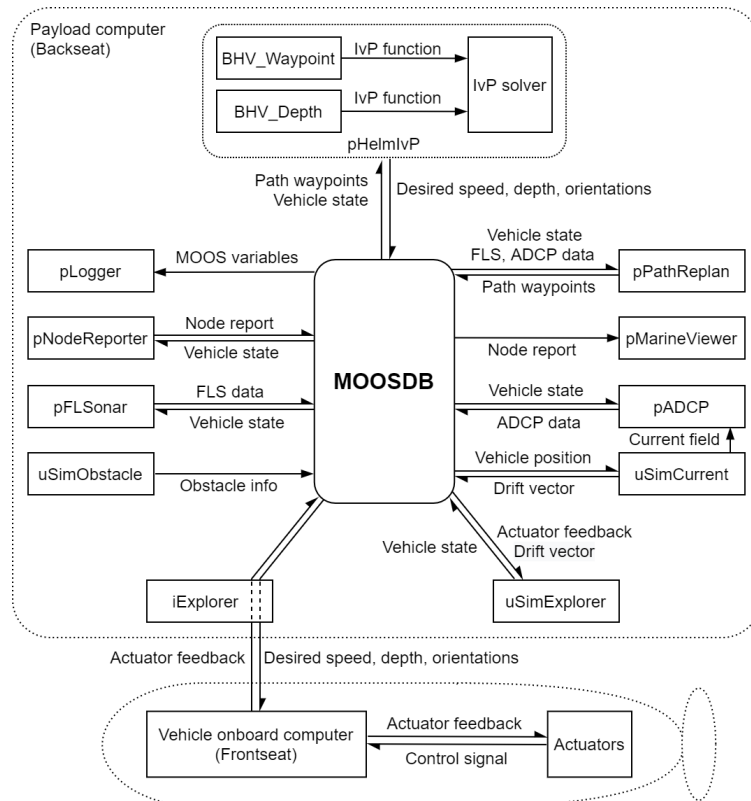 Payload computer
(Backseat)
BHV_Waypoint
IvP function
IvP solver
BHV_Depth
IvP function
pHelmIvP
Path waypoints
Vehicle state
Desired speed, depth, orientations
pLogger
MOOS variables
Vehicle state
FLS, ADCP data
Path waypoints
pPathReplan
pNodeReporter
Node report
Vehicle state
MOOSDB
Node report
pMarineViewer
pFLSonar
FLS data
Vehicle state
Vehicle state
ADCP data
pADCP
Current field
uSimObstacle
Obstacle info
Vehicle position
Drift vector
uSimCurrent
Vehicle state
Actuator feedback
Drift vector
iExplorer
uSimExplorer
Actuator feedback
Desired speed, depth, orientations
Vehicle onboard computer
(Frontseat)
Actuator feedback
Control signal
Actuators